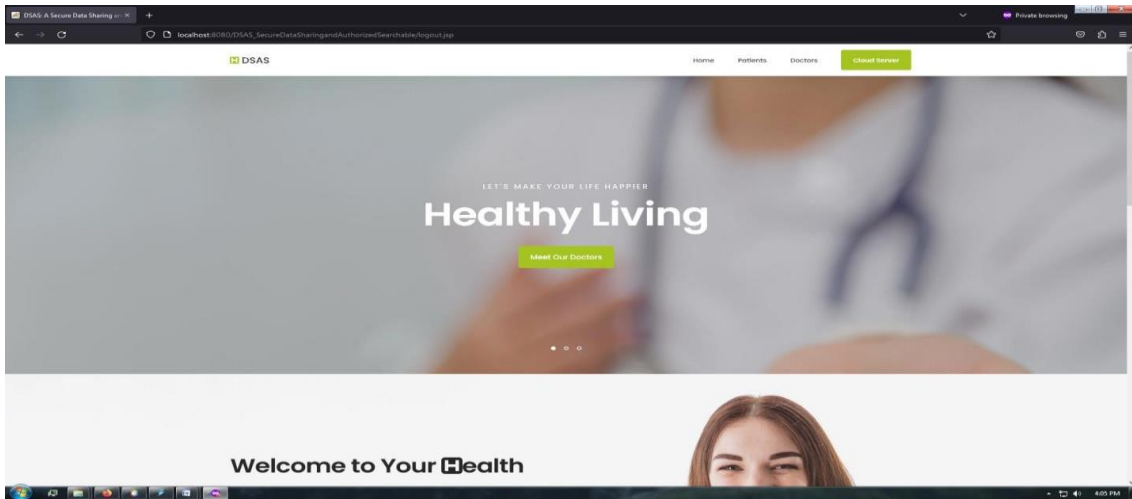 DSAS: A Secure Data Sharing an
Private browsing
localhost:8080/DSAS_SecureDataSharingandAuthorizedSearchable/logout.jsp
H DSAS
Home Patients Doctors Cloud Server
LET'S MAKE YOUR LIFE HAPPIER
Healthy Living
Meet Our Doctors
Welcome to Your Health
4:05 PM